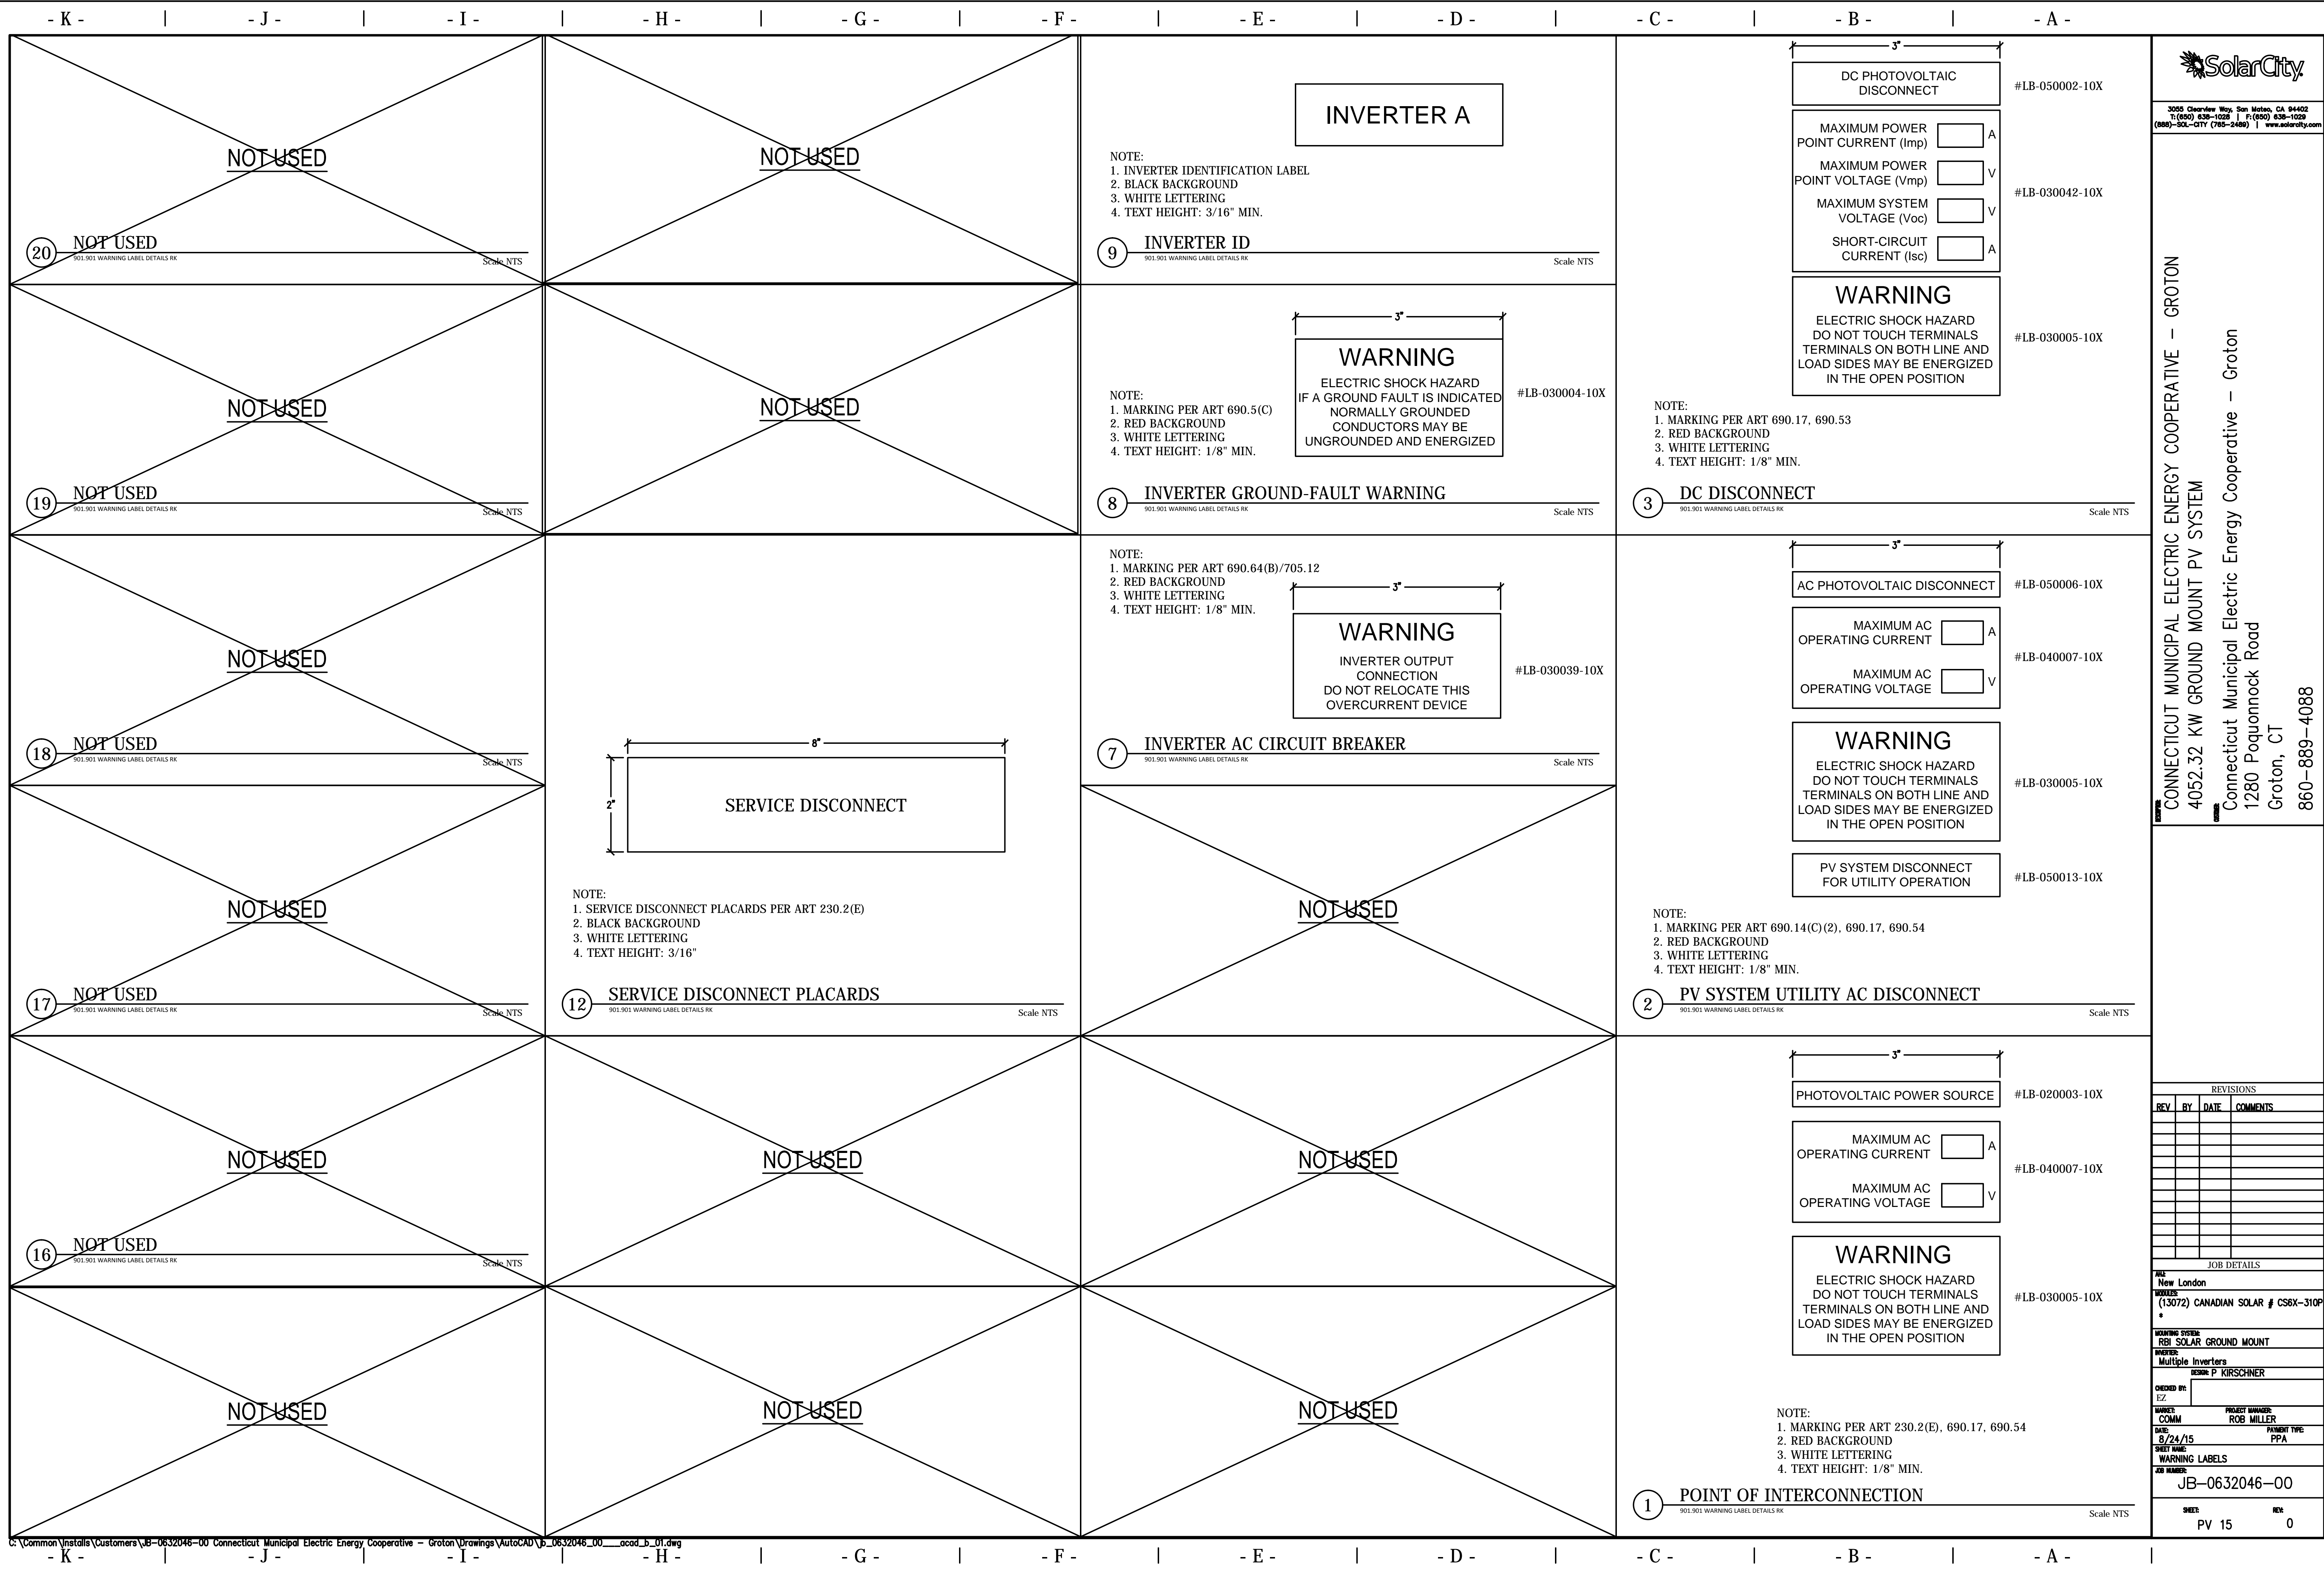 - K - | - J - | - I - | - H - | - G - | - F - | - E - | - D - | - C - | - B - | - A -
NOT USED
20 NOT USED
901.901 WARNING LABEL DETAILS RK
Scale NTS
NOT USED
19 NOT USED
901.901 WARNING LABEL DETAILS RK
Scale NTS
NOT USED
18 NOT USED
901.901 WARNING LABEL DETAILS RK
Scale NTS
NOT USED
17 NOT USED
901.901 WARNING LABEL DETAILS RK
Scale NTS
NOT USED
16 NOT USED
901.901 WARNING LABEL DETAILS RK
Scale NTS
NOT USED
NOT USED
NOT USED
8"
2"
SERVICE DISCONNECT
NOTE:
1. SERVICE DISCONNECT PLACARDS PER ART 230.2(E)
2. BLACK BACKGROUND
3. WHITE LETTERING
4. TEXT HEIGHT: 3/16"
12 SERVICE DISCONNECT PLACARDS
901.901 WARNING LABEL DETAILS RK
Scale NTS
NOT USED
NOT USED
INVERTER A
NOTE:
1. INVERTER IDENTIFICATION LABEL
2. BLACK BACKGROUND
3. WHITE LETTERING
4. TEXT HEIGHT: 3/16" MIN.
9 INVERTER ID
901.901 WARNING LABEL DETAILS RK
Scale NTS
3"
WARNING
ELECTRIC SHOCK HAZARD
IF A GROUND FAULT IS INDICATED
NORMALLY GROUNDED
CONDUCTORS MAY BE
UNGROUNDED AND ENERGIZED
#LB-030004-10X
NOTE:
1. MARKING PER ART 690.5(C)
2. RED BACKGROUND
3. WHITE LETTERING
4. TEXT HEIGHT: 1/8" MIN.
8 INVERTER GROUND-FAULT WARNING
901.901 WARNING LABEL DETAILS RK
Scale NTS
NOTE:
1. MARKING PER ART 690.64(B)/705.12
2. RED BACKGROUND
3. WHITE LETTERING
4. TEXT HEIGHT: 1/8" MIN.
3"
WARNING
INVERTER OUTPUT
CONNECTION
DO NOT RELOCATE THIS
OVERCURRENT DEVICE
#LB-030039-10X
7 INVERTER AC CIRCUIT BREAKER
901.901 WARNING LABEL DETAILS RK
Scale NTS
NOT USED
NOT USED
NOT USED
3"
DC PHOTOVOLTAIC
DISCONNECT
#LB-050002-10X
MAXIMUM POWER
POINT CURRENT (Imp) A
MAXIMUM POWER
POINT VOLTAGE (Vmp) V
MAXIMUM SYSTEM
VOLTAGE (Voc) V
SHORT-CIRCUIT
CURRENT (Isc) A
#LB-030042-10X
WARNING
ELECTRIC SHOCK HAZARD
DO NOT TOUCH TERMINALS
TERMINALS ON BOTH LINE AND
LOAD SIDES MAY BE ENERGIZED
IN THE OPEN POSITION
#LB-030005-10X
NOTE:
1. MARKING PER ART 690.17, 690.53
2. RED BACKGROUND
3. WHITE LETTERING
4. TEXT HEIGHT: 1/8" MIN.
3 DC DISCONNECT
901.901 WARNING LABEL DETAILS RK
Scale NTS
3"
AC PHOTOVOLTAIC DISCONNECT
#LB-050006-10X
MAXIMUM AC
OPERATING CURRENT A
MAXIMUM AC
OPERATING VOLTAGE V
#LB-040007-10X
WARNING
ELECTRIC SHOCK HAZARD
DO NOT TOUCH TERMINALS
TERMINALS ON BOTH LINE AND
LOAD SIDES MAY BE ENERGIZED
IN THE OPEN POSITION
#LB-030005-10X
PV SYSTEM DISCONNECT
FOR UTILITY OPERATION
#LB-050013-10X
NOTE:
1. MARKING PER ART 690.14(C)(2), 690.17, 690.54
2. RED BACKGROUND
3. WHITE LETTERING
4. TEXT HEIGHT: 1/8" MIN.
2 PV SYSTEM UTILITY AC DISCONNECT
901.901 WARNING LABEL DETAILS RK
Scale NTS
3"
PHOTOVOLTAIC POWER SOURCE
#LB-020003-10X
MAXIMUM AC
OPERATING CURRENT A
MAXIMUM AC
OPERATING VOLTAGE V
#LB-040007-10X
WARNING
ELECTRIC SHOCK HAZARD
DO NOT TOUCH TERMINALS
TERMINALS ON BOTH LINE AND
LOAD SIDES MAY BE ENERGIZED
IN THE OPEN POSITION
#LB-030005-10X
NOTE:
1. MARKING PER ART 230.2(E), 690.17, 690.54
2. RED BACKGROUND
3. WHITE LETTERING
4. TEXT HEIGHT: 1/8" MIN.
1 POINT OF INTERCONNECTION
901.901 WARNING LABEL DETAILS RK
Scale NTS
SolarCity.
3055 Clearview Way, San Mateo, CA 94402
T:(650) 638-1028 | F:(650) 638-1029
(888)-SOL-CITY (765-2489) | www.solarcity.com
DESCRIPTION:
CONNECTICUT MUNICIPAL ELECTRIC ENERGY COOPERATIVE - GROTON
4052.32 KW GROUND MOUNT PV SYSTEM
CUSTOMER:
Connecticut Municipal Electric Energy Cooperative - Groton
1280 Poquonnock Road
Groton, CT
860-889-4088
REVISIONS
REV BY DATE COMMENTS
JOB DETAILS
AHJ:
New London
MODULES:
(13072) CANADIAN SOLAR # CS6X-310P
*
MOUNTING SYSTEM:
RBI SOLAR GROUND MOUNT
INVERTER:
Multiple Inverters
DESIGN: P KIRSCHNER
CHECKED BY:
EZ
MARKET: PROJECT MANAGER:
COMM ROB MILLER
DATE: PAYMENT TYPE:
8/24/15 PPA
SHEET NAME:
WARNING LABELS
JOB NUMBER:
JB-0632046-00
SHEET: REV:
PV 15 0
C:\Common\Installs\Customers\JB-0632046-00 Connecticut Municipal Electric Energy Cooperative - Groton\Drawings\AutoCAD\jb_0632046_00___acad_b_01.dwg
- K - | - J - | - I - | - H - | - G - | - F - | - E - | - D - | - C - | - B - | - A - |